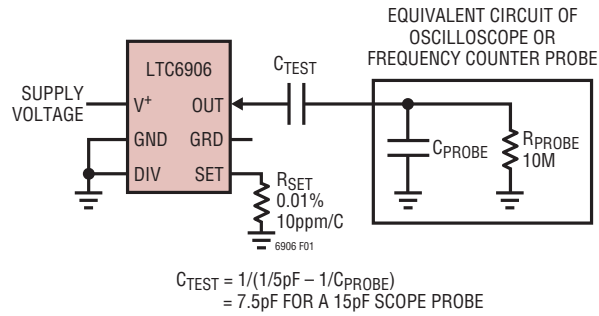 EQUIVALENT CIRCUIT OF
OSCILLOSCOPE OR
FREQUENCY COUNTER PROBE
LTC6906
CTEST
SUPPLY
VOLTAGE
V+
OUT
GND
GRD
DIV
SET
CPROBE
RPROBE
10M
RSET
0.01%
10ppm/C
6906 F01
CTEST = 1/(1/5pF – 1/CPROBE)
= 7.5pF FOR A 15pF SCOPE PROBE